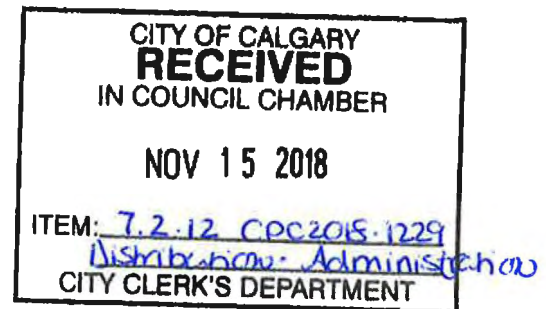 CITY OF CALGARY
RECEIVED
IN COUNCIL CHAMBER
NOV 15 2018
ITEM: 7.2.12 CPC2018-1229
Distribution - Administration
CITY CLERK'S DEPARTMENT